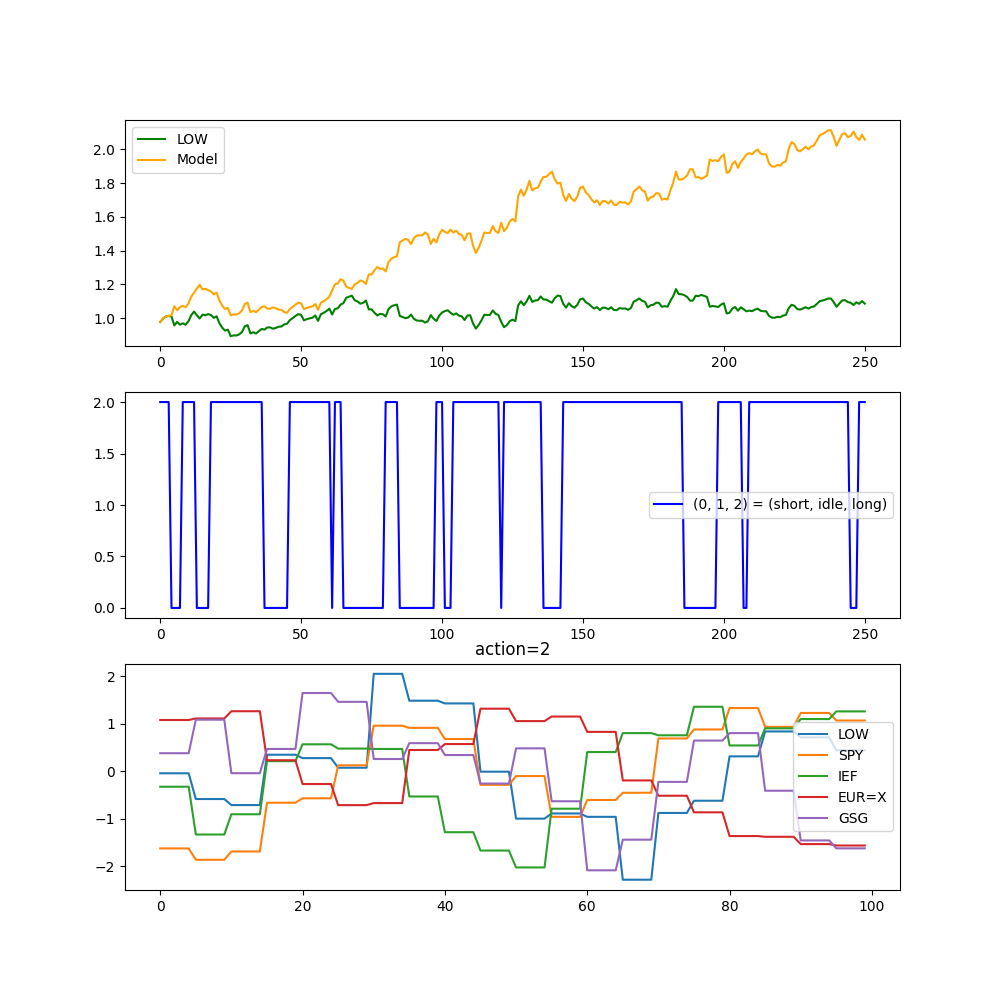 LOW
Model
2.0
1.8
1.6
1.4
1.2
1.0
0 50 100 150 200 250
2.0
1.5
1.0
0.5
0.0
(0, 1, 2) = (short, idle, long)
0 50 100 150 200 250
action=2
2
1
0
−1
−2
LOW
SPY
IEF
EUR=X
GSG
0 20 40 60 80 100